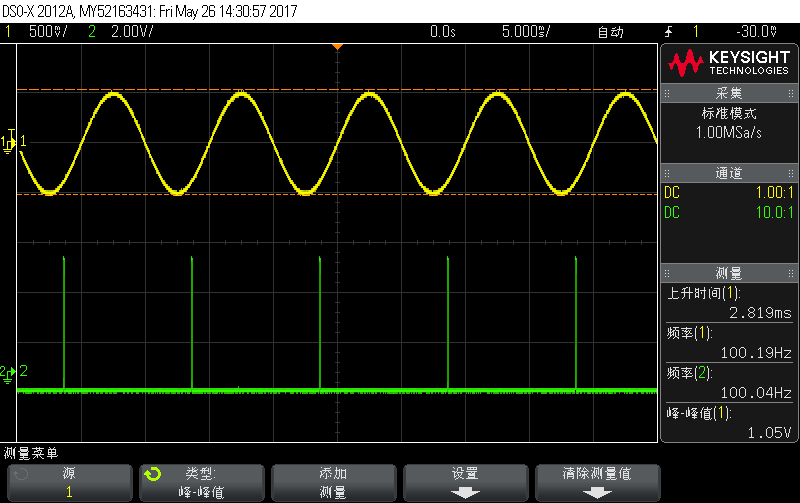 DSO-X 2012A, MY52163431: Fri May 26 14:30:57 2017
1 500▽/ 2 2.00V/ 0.0s 5.000▽/ 自动 1 -30.0▽
KEYSIGHT
TECHNOLOGIES
采集
标准模式
1.00MSa/s
通道
DC 1.00:1
DC 10.0:1
测量
上升时间(1):
2.819ms
频率(1):
100.19Hz
频率(2):
100.04Hz
峰-峰值(1):
1.05V
1 1
2 2
测量菜单
源
1
类型:
峰-峰值
添加
测量
设置
清除测量值